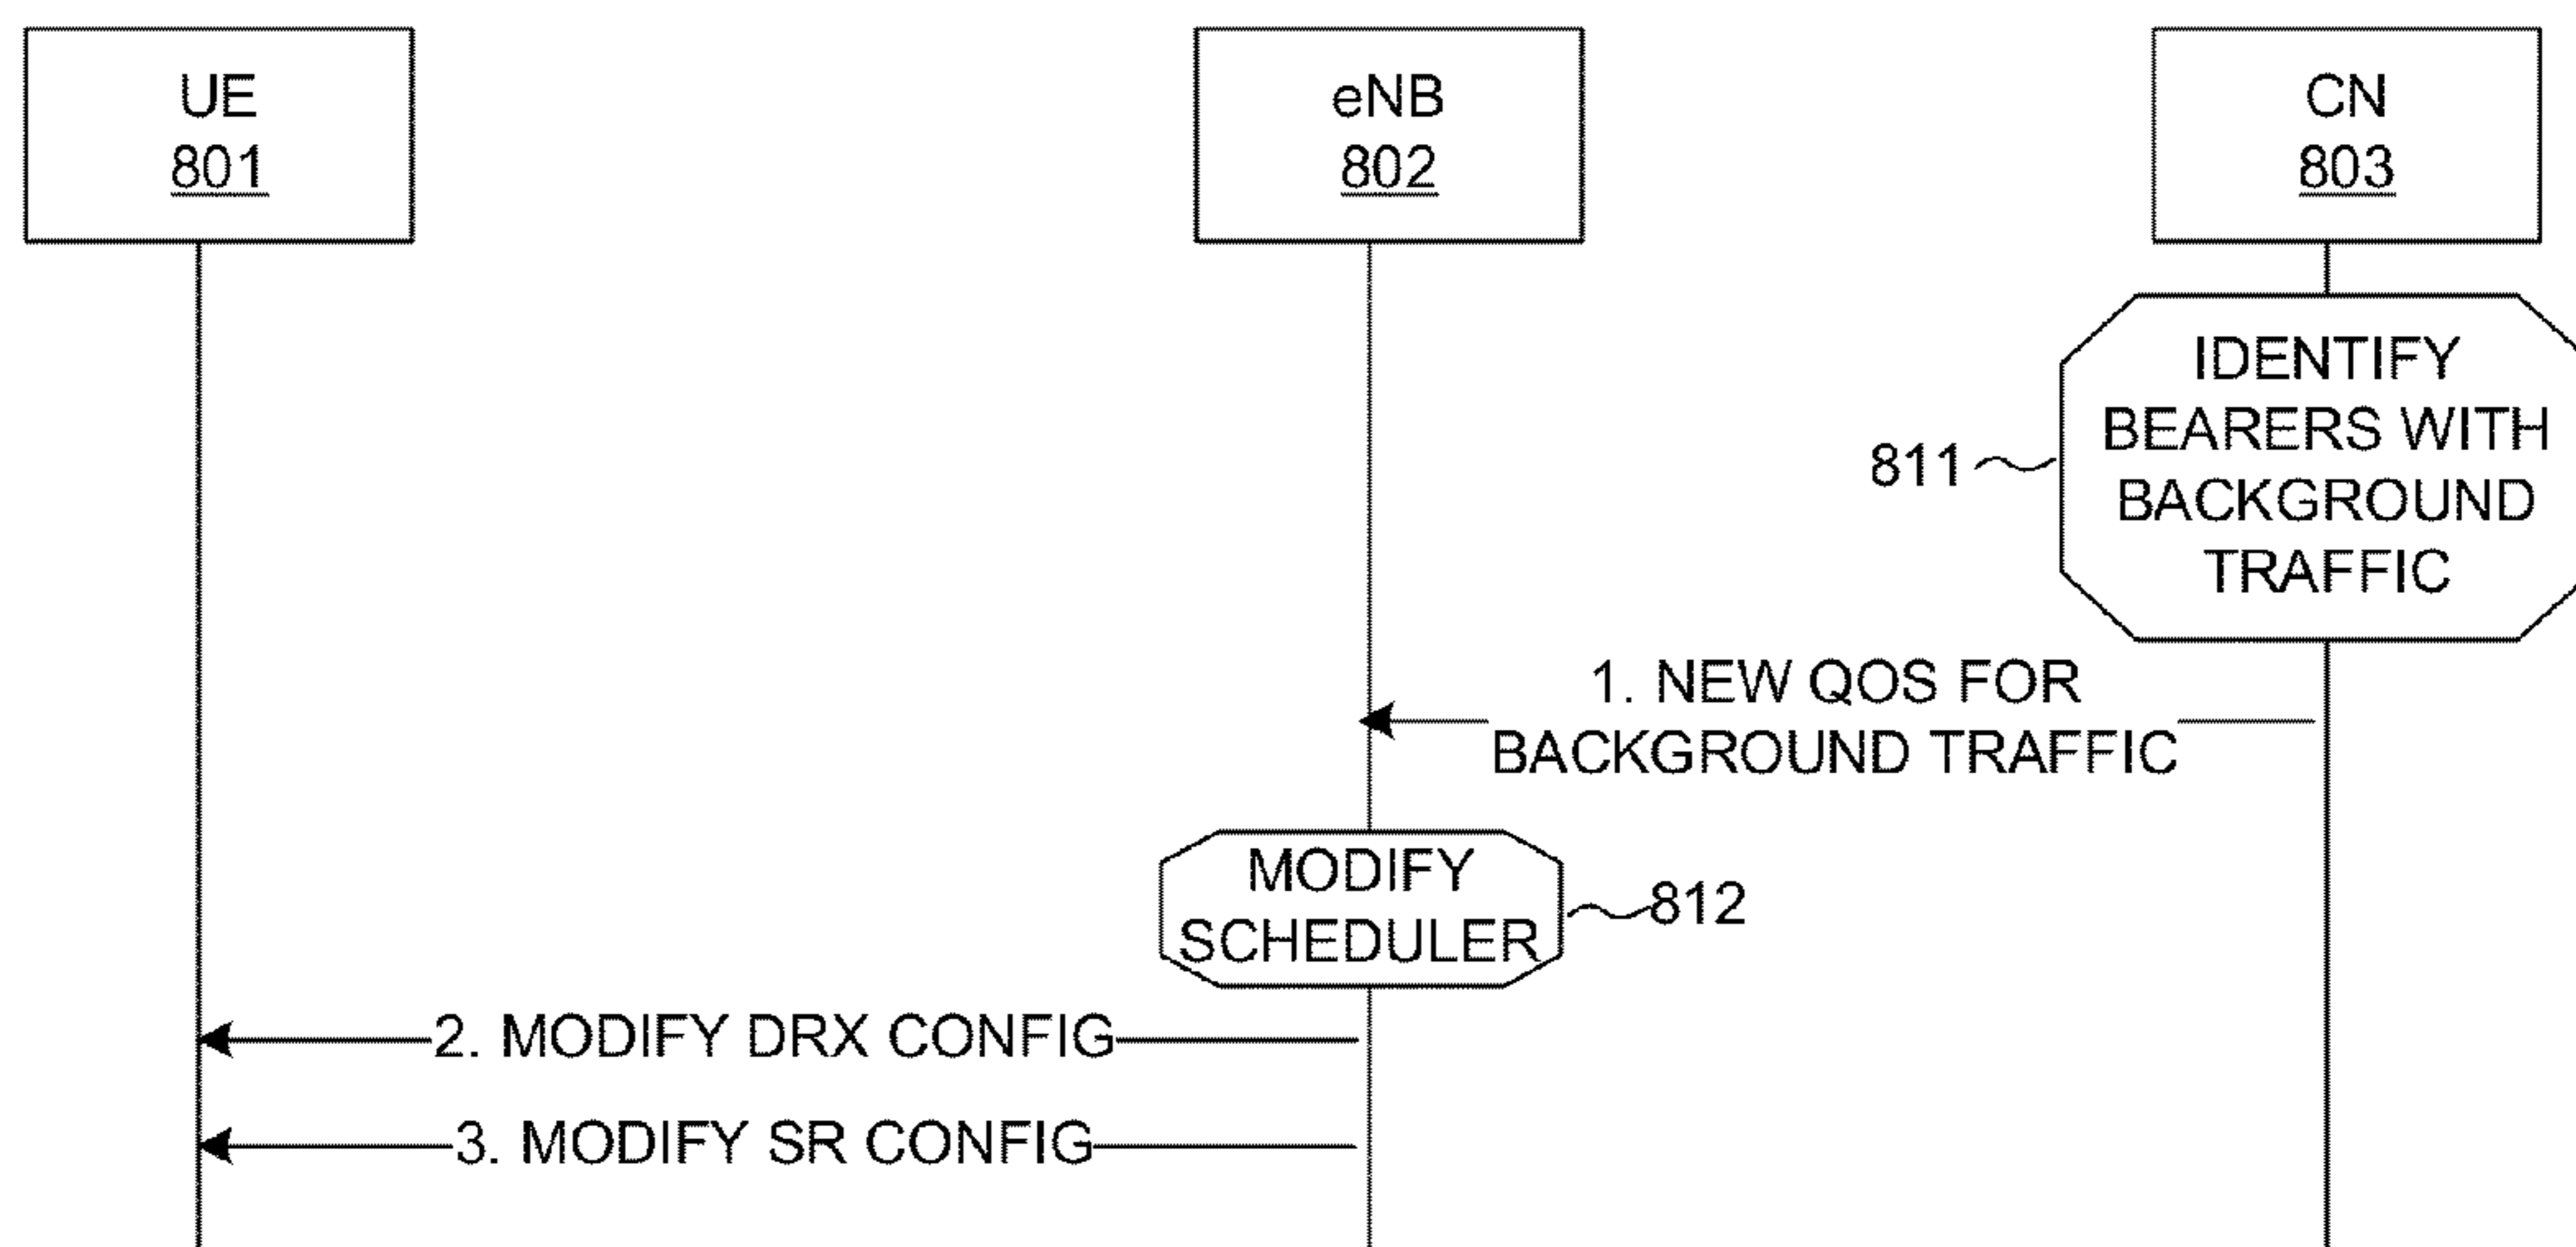 UE
801
eNB
802
CN
803
IDENTIFY
BEARERS WITH
BACKGROUND
TRAFFIC
811
1. NEW QOS FOR
BACKGROUND TRAFFIC
MODIFY
SCHEDULER
812
2. MODIFY DRX CONFIG
3. MODIFY SR CONFIG